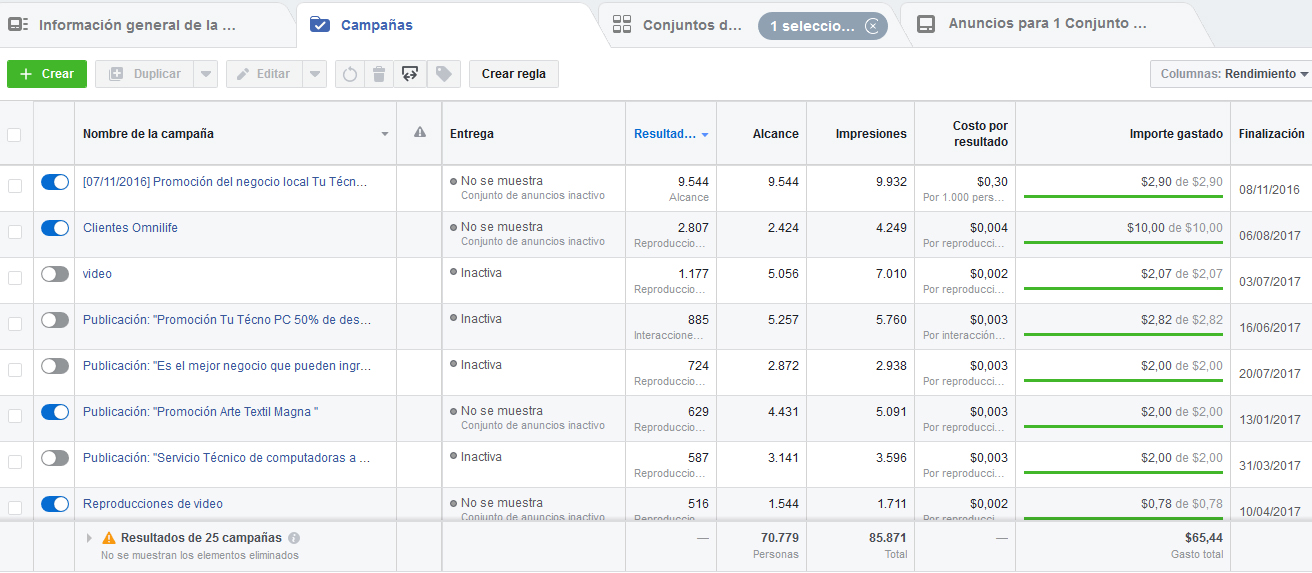 Información general de la ...
Campañas
Conjuntos d...
1 seleccio...
Anuncios para 1 Conjunto ...
+ Crear
Duplicar
Editar
Crear regla
Columnas: Rendimiento
Nombre de la campaña
Entrega
Resultad...
Alcance
Impresiones
Costo por
resultado
Importe gastado
Finalización
[07/11/2016] Promoción del negocio local Tu Técn...
No se muestra
Conjunto de anuncios inactivo
9.544
Alcance
9.544
9.932
$0,30
Por 1.000 pers...
$2,90 de $2,90
08/11/2016
Clientes Omnilife
No se muestra
Conjunto de anuncios inactivo
2.807
Reproduccio...
2.424
4.249
$0,004
Por reproducci...
$10,00 de $10,00
06/08/2017
video
Inactiva
1.177
Reproduccio...
5.056
7.010
$0,002
Por reproducci...
$2,07 de $2,07
03/07/2017
Publicación: "Promoción Tu Técno PC 50% de des...
Inactiva
885
Interaccione...
5.257
5.760
$0,003
Por interacción...
$2,82 de $2,82
16/06/2017
Publicación: "Es el mejor negocio que pueden ingr...
Inactiva
724
Reproduccio...
2.872
2.938
$0,003
Por reproducci...
$2,00 de $2,00
20/07/2017
Publicación: "Promoción Arte Textil Magna "
No se muestra
Conjunto de anuncios inactivo
629
Reproduccio...
4.431
5.091
$0,003
Por reproducci...
$2,00 de $2,00
13/01/2017
Publicación: "Servicio Técnico de computadoras a ...
Inactiva
587
Reproduccio...
3.141
3.596
$0,003
Por reproducci...
$2,00 de $2,00
31/03/2017
Reproducciones de video
No se muestra
Conjunto de anuncios inactivo
516
Reproduccio...
1.544
1.711
$0,002
Por reproducci...
$0,78 de $0,78
10/04/2017
Resultados de 25 campañas
No se muestran los elementos eliminados
—
70.779
Personas
85.871
Total
—
$65,44
Gasto total